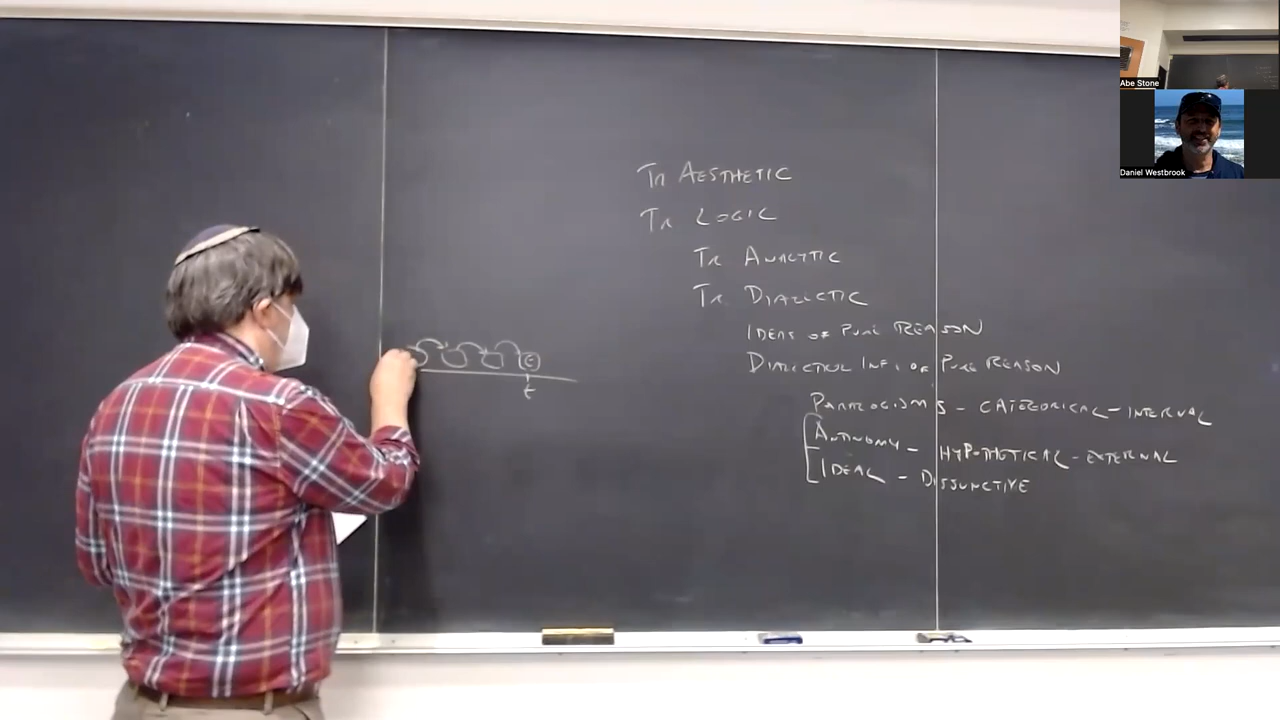 Abe Stone
Daniel Westbrook
Tr AESTHETIC
Tr LOGIC
Tr ANALYTIC
Tr DIALECTIC
IDEAS OF PURE REASON
DIALECTICAL INF. OF PURE REASON
PARALOGISMS - CATEGORICAL - INTERNAL
ANTINOMY - HYPOTHETICAL - EXTERNAL
IDEAL - DISJUNCTIVE
t